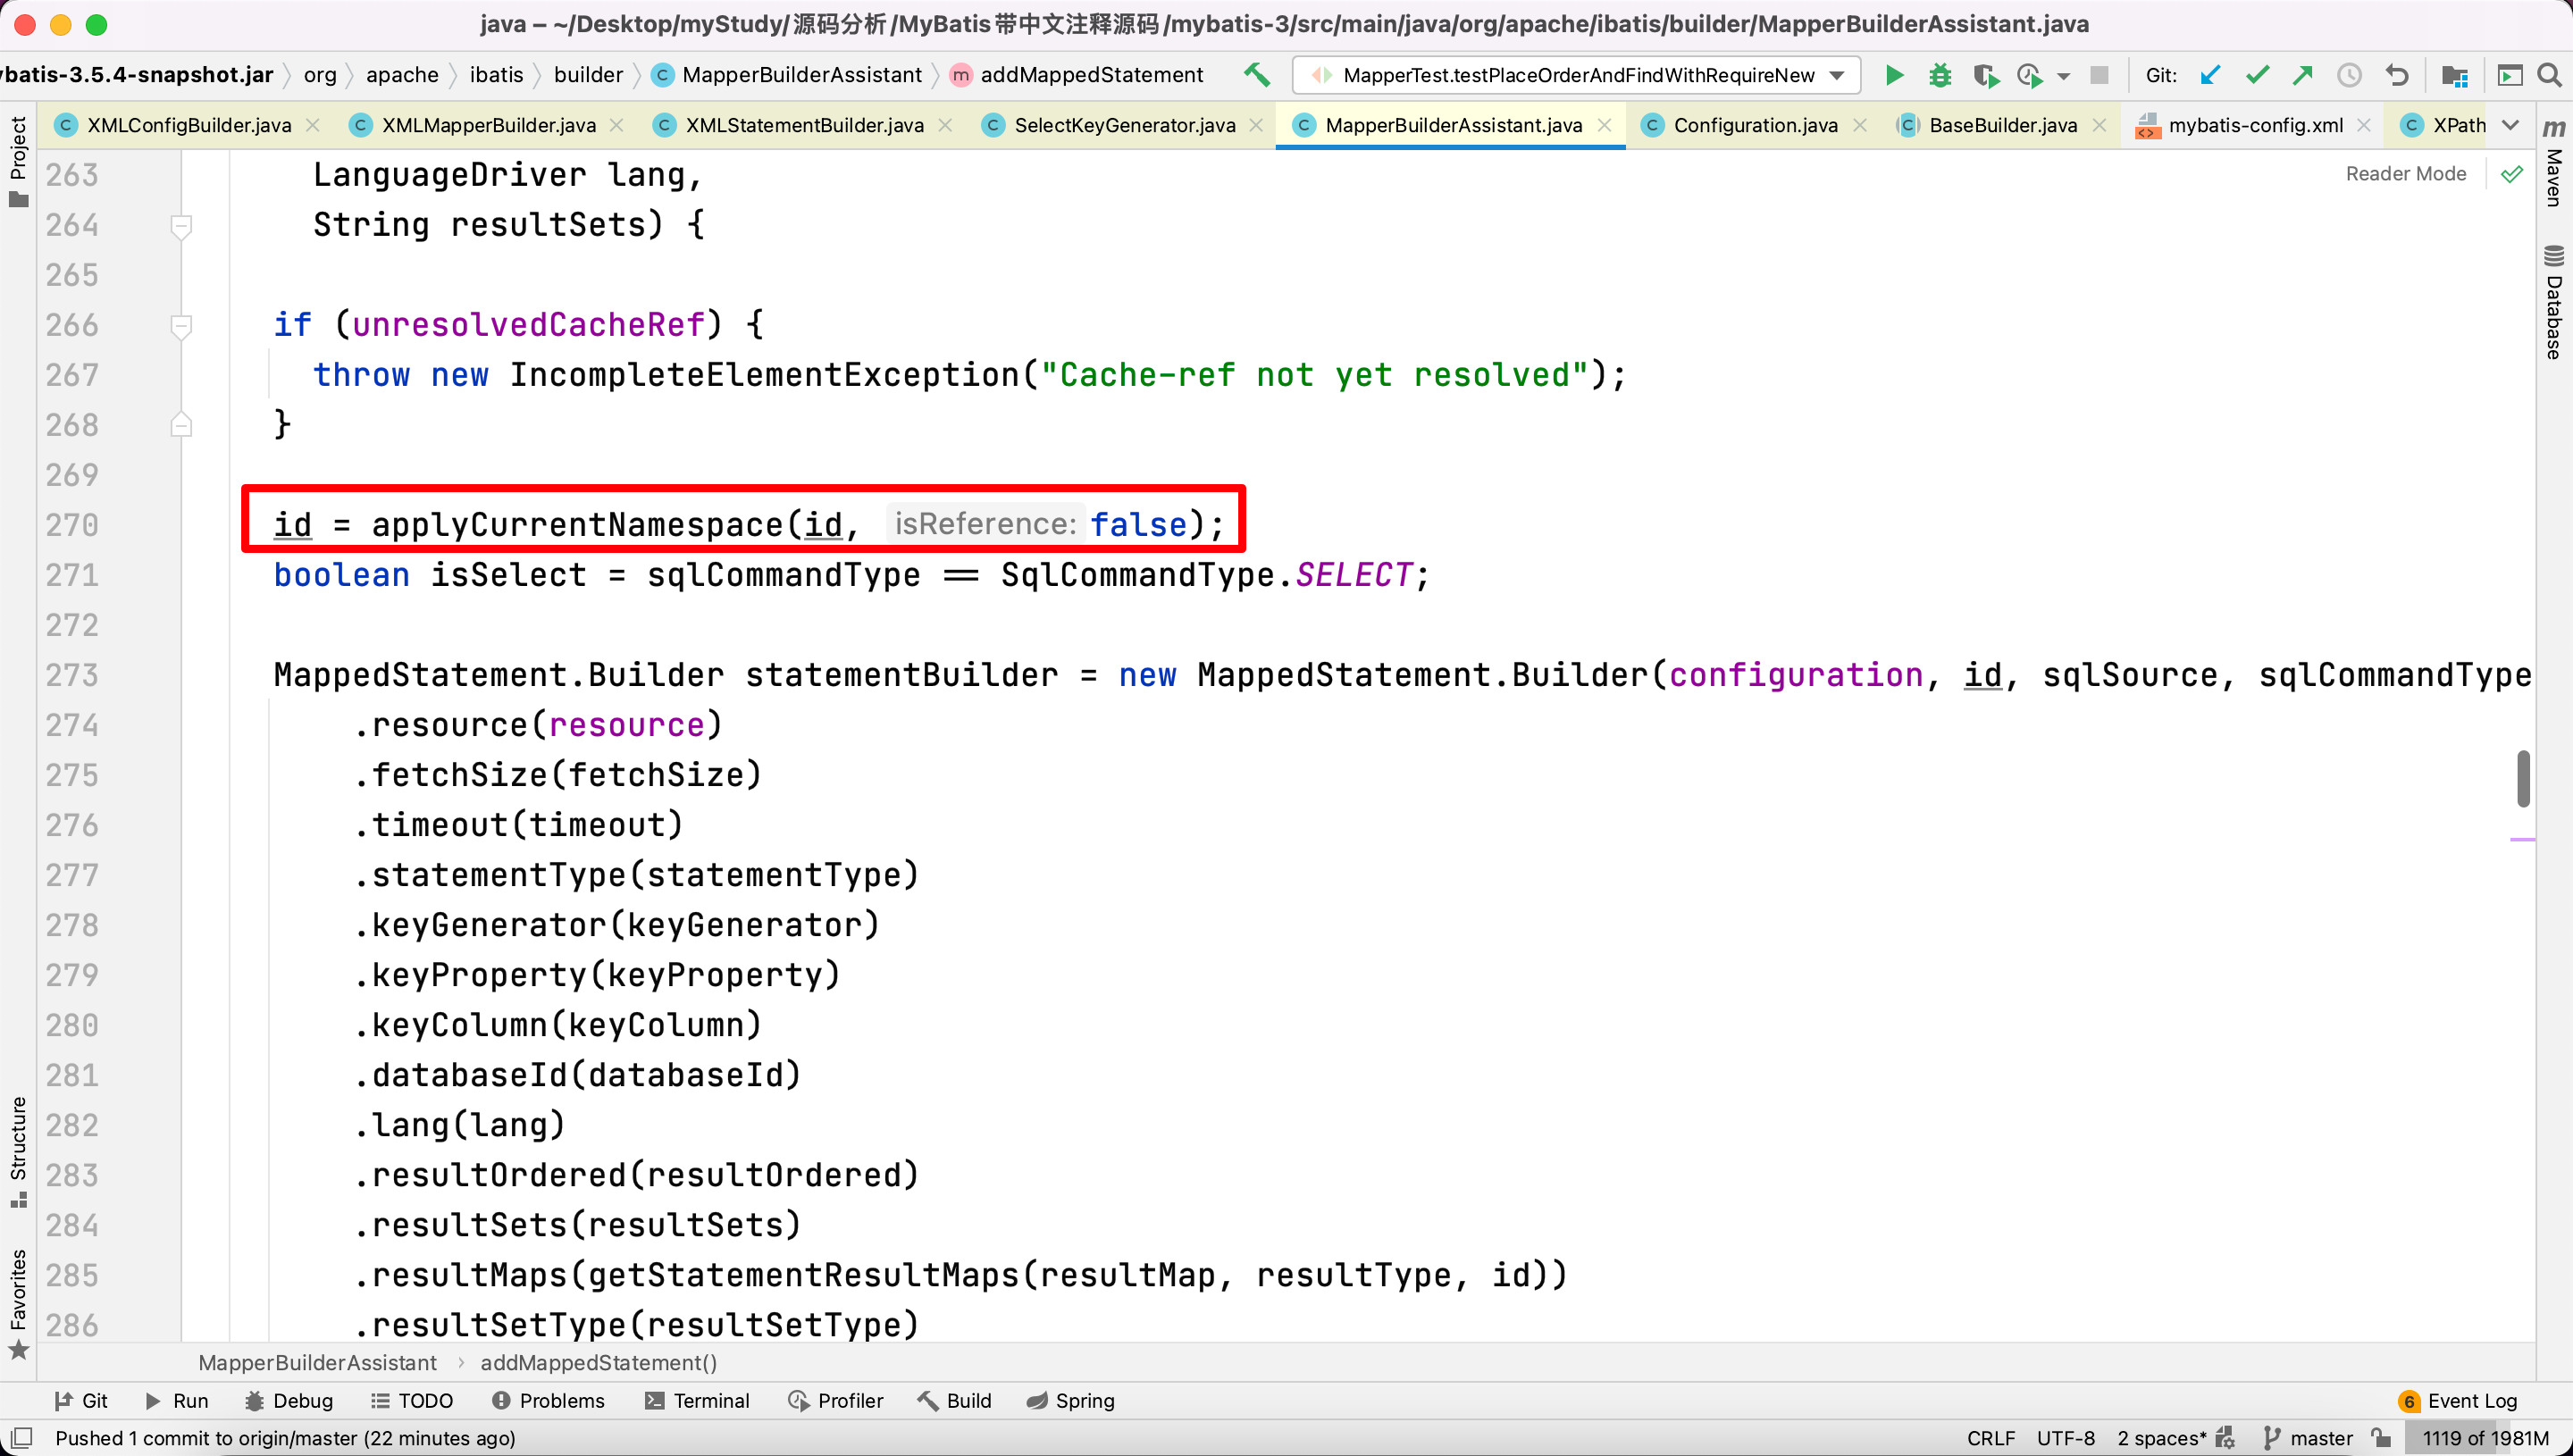 java – ~/Desktop/myStudy/源码分析/MyBatis带中文注释源码/mybatis-3/src/main/java/org/apache/ibatis/builder/MapperBuilderAssistant.java
ybatis-3.5.4-snapshot.jar org apache ibatis builder MapperBuilderAssistant addMappedStatement MapperTest.testPlaceOrderAndFindWithRequireNew Git:
XMLConfigBuilder.java XMLMapperBuilder.java XMLStatementBuilder.java SelectKeyGenerator.java MapperBuilderAssistant.java Configuration.java BaseBuilder.java mybatis-config.xml XPath
Project
Structure
Favorites
Maven
Database
Reader Mode
263 LanguageDriver lang,
264 String resultSets) {
265
266 if (unresolvedCacheRef) {
267 throw new IncompleteElementException("Cache-ref not yet resolved");
268 }
269
270 id = applyCurrentNamespace(id, isReference: false);
271 boolean isSelect = sqlCommandType == SqlCommandType.SELECT;
272
273 MappedStatement.Builder statementBuilder = new MappedStatement.Builder(configuration, id, sqlSource, sqlCommandType
274 .resource(resource)
275 .fetchSize(fetchSize)
276 .timeout(timeout)
277 .statementType(statementType)
278 .keyGenerator(keyGenerator)
279 .keyProperty(keyProperty)
280 .keyColumn(keyColumn)
281 .databaseId(databaseId)
282 .lang(lang)
283 .resultOrdered(resultOrdered)
284 .resultSets(resultSets)
285 .resultMaps(getStatementResultMaps(resultMap, resultType, id))
286 .resultSetType(resultSetType)
MapperBuilderAssistant › addMappedStatement()
Git Run Debug TODO Problems Terminal Profiler Build Spring 6 Event Log
Pushed 1 commit to origin/master (22 minutes ago) CRLF UTF-8 2 spaces* master 1119 of 1981M